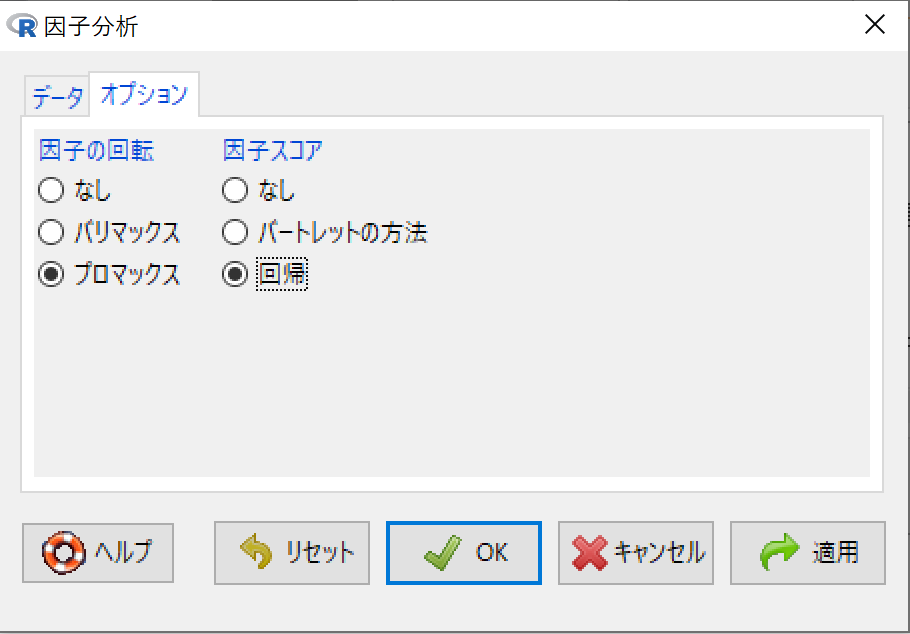 因子分析
データ
オプション
因子の回転
なし
バリマックス
プロマックス
因子スコア
なし
バートレットの方法
回帰
ヘルプ
リセット
OK
キャンセル
適用